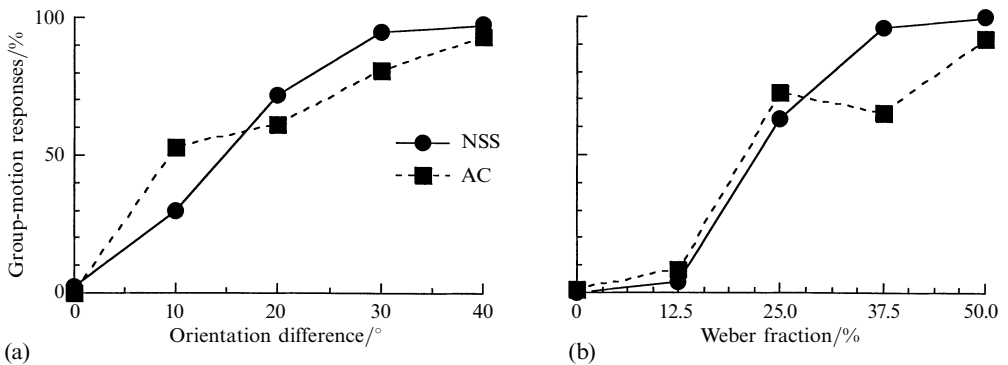 100
50
0
Group-motion responses/%
NSS
AC
0 10 20 30 40
Orientation difference/°
(a)
0 12.5 25.0 37.5 50.0
Weber fraction/%
(b)